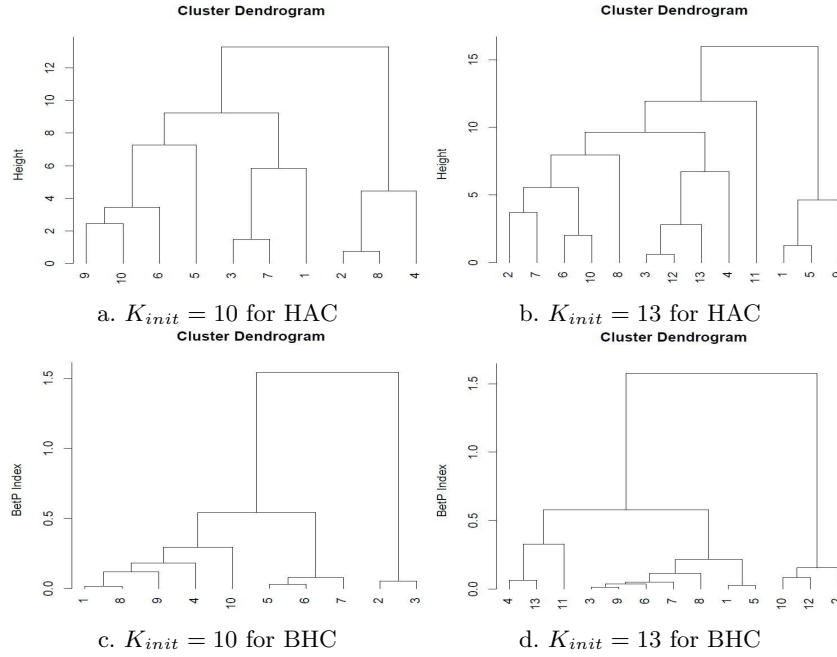 Cluster Dendrogram
Height
12
10
8
6
4
2
0
9 10 6 5 3 7 1 2 8 4
a. K_init = 10 for HAC
Cluster Dendrogram
Height
15
10
5
0
2 7 6 10 8 3 12 13 4 11 1 5 9
b. K_init = 13 for HAC
Cluster Dendrogram
BetP Index
1.5
1.0
0.5
0.0
1 8 9 4 10 5 6 7 2 3
c. K_init = 10 for BHC
Cluster Dendrogram
BetP Index
1.5
1.0
0.5
0.0
4 13 11 3 9 6 7 8 1 5 10 12 2
d. K_init = 13 for BHC